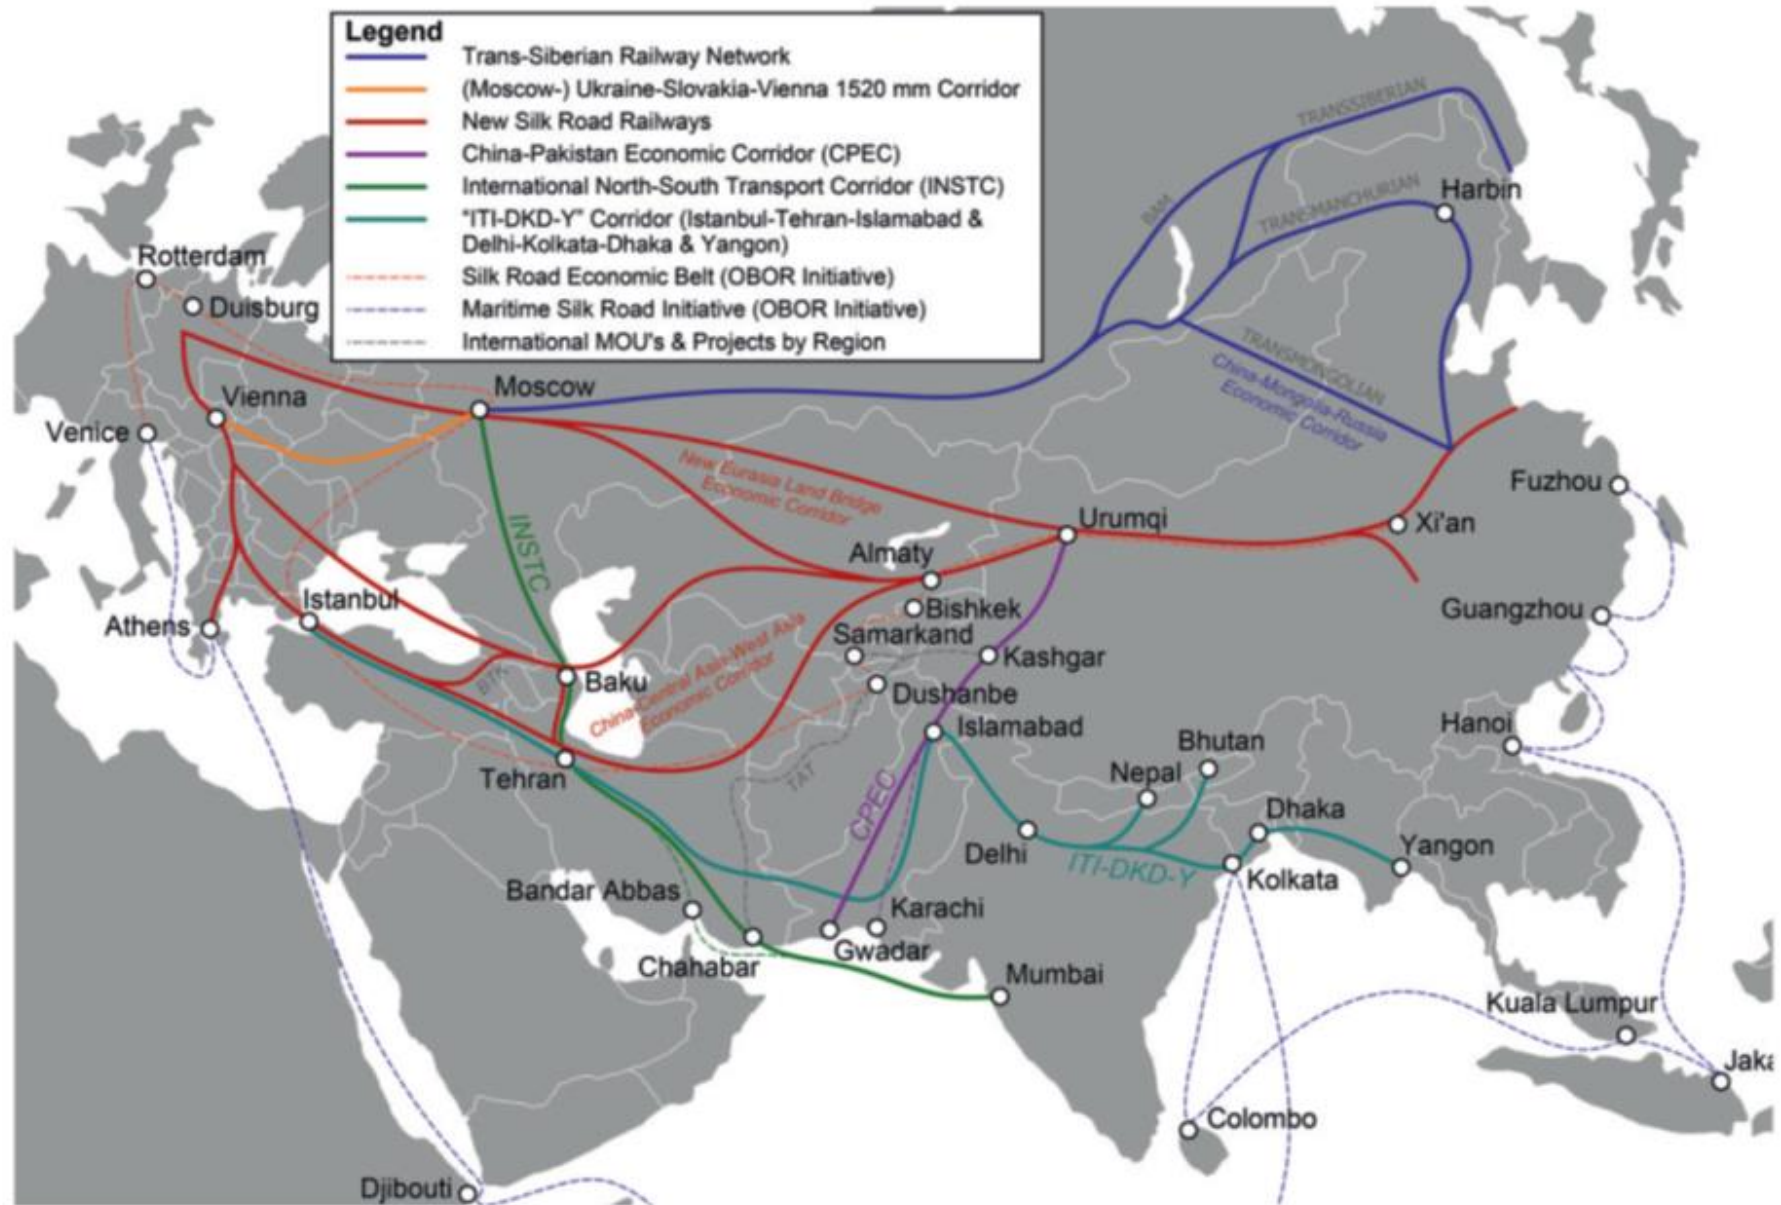 Legend
Trans-Siberian Railway Network
(Moscow-) Ukraine-Slovakia-Vienna 1520 mm Corridor
New Silk Road Railways
China-Pakistan Economic Corridor (CPEC)
International North-South Transport Corridor (INSTC)
"ITI-DKD-Y" Corridor (Istanbul-Tehran-Islamabad &
Delhi-Kolkata-Dhaka & Yangon)
Silk Road Economic Belt (OBOR Initiative)
Maritime Silk Road Initiative (OBOR Initiative)
International MOU's & Projects by Region
TRANSSIBERIAN
Harbin
BAM
TRANSMANCHURIAN
Rotterdam
Duisburg
TRANSMONGOLIAN
China-Mongolia-Russia
Economic Corridor
Moscow
Vienna
Venice
New Eurasia Land Bridge
Economic Corridor
Fuzhou
Urumqi
Xi'an
INSTC
Almaty
Istanbul
Bishkek
Guangzhou
Athens
Samarkand
Kashgar
BTK
Baku
China-Central Asia-West Asia
Economic Corridor
Dushanbe
Islamabad
Hanoi
Bhutan
Tehran
TAT
Nepal
CPEC
Dhaka
Delhi
Yangon
ITI-DKD-Y
Kolkata
Bandar Abbas
Karachi
Gwadar
Chahabar
Mumbai
Kuala Lumpur
Jaka
Colombo
Djibouti